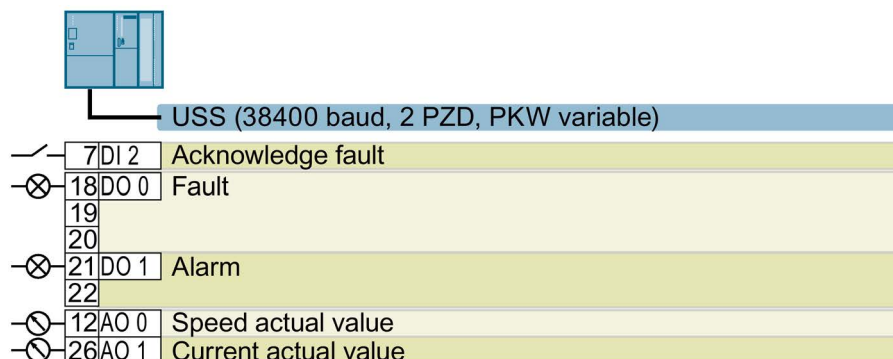 USS (38400 baud, 2 PZD, PKW variable)
7 DI 2 Acknowledge fault
18 DO 0 Fault
19
20
21 DO 1 Alarm
22
12 AO 0 Speed actual value
26 AO 1 Current actual value